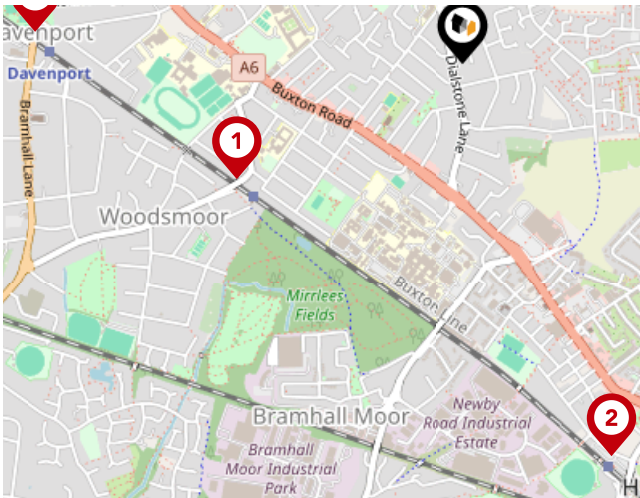 avenport
Davenport
A6
Buxton Road
Dialstone Lane
Bramhall Lane
1
Woodsmoor
Buxton Line
Mirrlees
Fields
Bramhall Moor
Newby
Road Industrial
Estate
2
Bramhall
Moor Industrial
Park
H